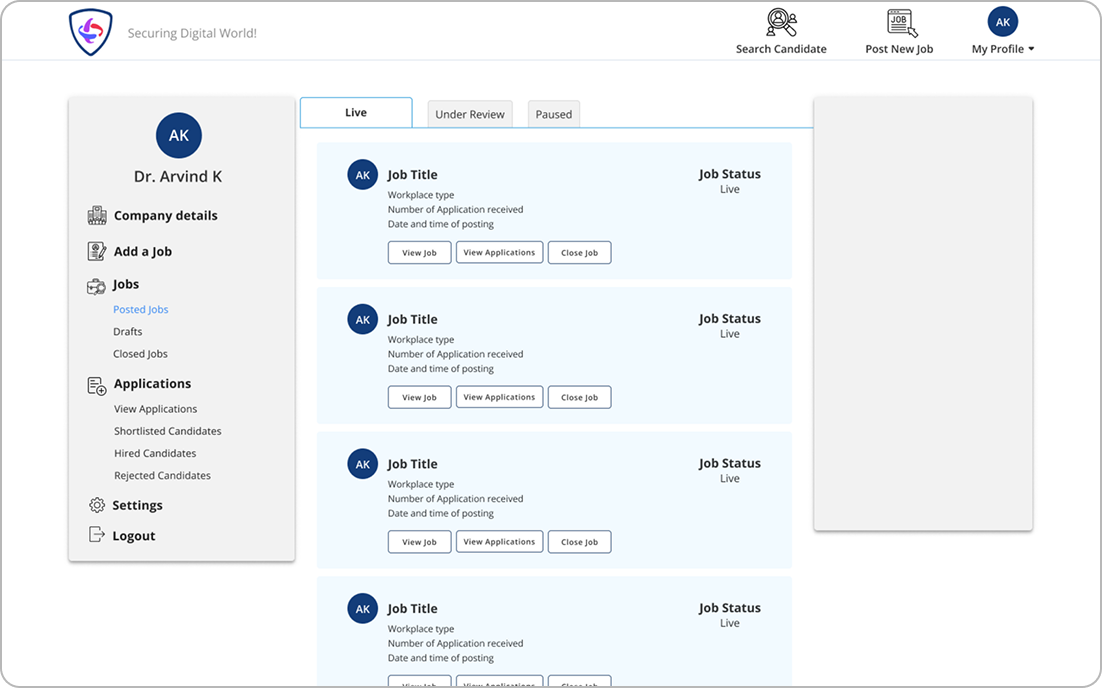 Securing Digital World!
JOB
AK
Search Candidate
Post New Job
My Profile
AK
Dr. Arvind K
Company details
Add a Job
Jobs
Posted Jobs
Drafts
Closed Jobs
Applications
View Applications
Shortlisted Candidates
Hired Candidates
Rejected Candidates
Settings
Logout
Live
Under Review
Paused
AK
Job Title
Workplace type
Number of Application received
Date and time of posting
View Job
View Applications
Close Job
Job Status
Live
AK
Job Title
Workplace type
Number of Application received
Date and time of posting
View Job
View Applications
Close Job
Job Status
Live
AK
Job Title
Workplace type
Number of Application received
Date and time of posting
View Job
View Applications
Close Job
Job Status
Live
AK
Job Title
Workplace type
Number of Application received
Date and time of posting
View Job
View Applications
Close Job
Job Status
Live